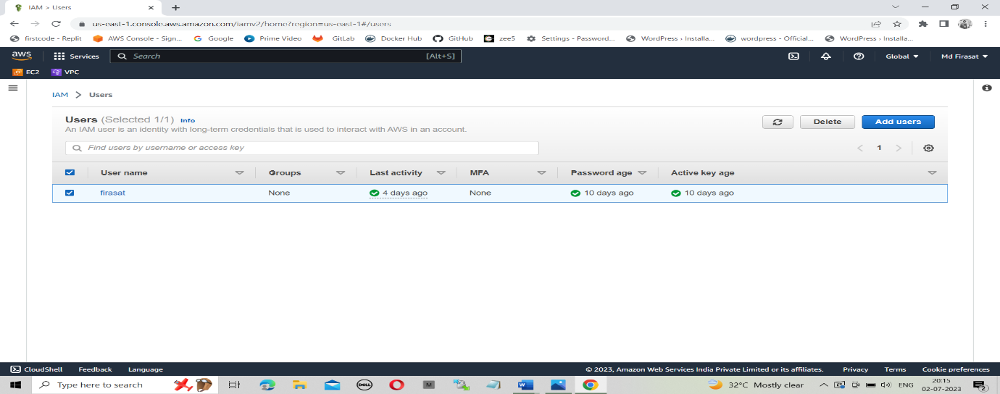 IAM > Users
us-east-1.console.aws.amazon.com/iamv2/home?region=us-east-1#/users
firstcode - Replit AWS Console - Sign... Google Prime Video GitLab Docker Hub GitHub zee5 Settings - Password... WordPress › Installa... wordpress - Official... WordPress › Installa...
aws Services Search [Alt+S] Global Md Firasat
EC2 VPC
IAM > Users
Users (Selected 1/1) Info
An IAM user is an identity with long-term credentials that is used to interact with AWS in an account.
Delete Add users
Find users by username or access key
1
User name Groups Last activity MFA Password age Active key age
firasat None 4 days ago None 10 days ago 10 days ago
CloudShell Feedback Language © 2023, Amazon Web Services India Private Limited or its affiliates. Privacy Terms Cookie preferences
Type here to search DELL M W 32°C Mostly clear ENG 20:15
02-07-2023 2